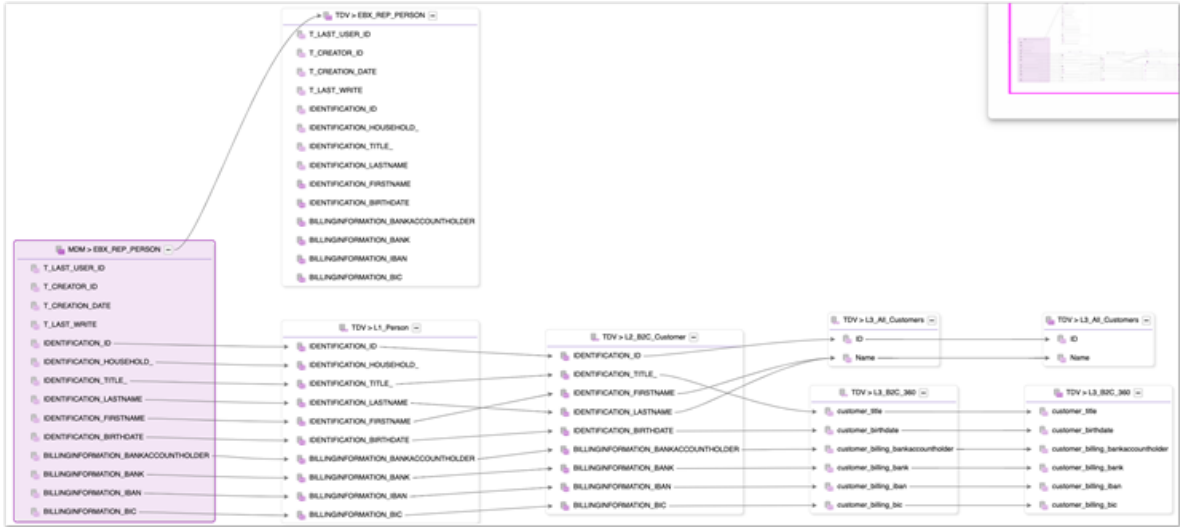 TDV > EBX_REP_PERSON
T_LAST_USER_ID
T_CREATOR_ID
T_CREATION_DATE
T_LAST_WRITE
IDENTIFICATION_ID
IDENTIFICATION_HOUSEHOLD_
IDENTIFICATION_TITLE_
IDENTIFICATION_LASTNAME
IDENTIFICATION_FIRSTNAME
IDENTIFICATION_BIRTHDATE
BILLINGINFORMATION_BANKACCOUNTHOLDER
BILLINGINFORMATION_BANK
BILLINGINFORMATION_IBAN
BILLINGINFORMATION_BIC
MDM > EBX_REP_PERSON
T_LAST_USER_ID
T_CREATOR_ID
T_CREATION_DATE
T_LAST_WRITE
IDENTIFICATION_ID
IDENTIFICATION_HOUSEHOLD_
IDENTIFICATION_TITLE_
IDENTIFICATION_LASTNAME
IDENTIFICATION_FIRSTNAME
IDENTIFICATION_BIRTHDATE
BILLINGINFORMATION_BANKACCOUNTHOLDER
BILLINGINFORMATION_BANK
BILLINGINFORMATION_IBAN
BILLINGINFORMATION_BIC
TDV > L1_Person
IDENTIFICATION_ID
IDENTIFICATION_HOUSEHOLD_
IDENTIFICATION_TITLE_
IDENTIFICATION_LASTNAME
IDENTIFICATION_FIRSTNAME
IDENTIFICATION_BIRTHDATE
BILLINGINFORMATION_BANKACCOUNTHOLDER
BILLINGINFORMATION_BANK
BILLINGINFORMATION_IBAN
BILLINGINFORMATION_BIC
TDV > L2_B2C_Customer
IDENTIFICATION_ID
IDENTIFICATION_TITLE_
IDENTIFICATION_FIRSTNAME
IDENTIFICATION_LASTNAME
IDENTIFICATION_BIRTHDATE
BILLINGINFORMATION_BANKACCOUNTHOLDER
BILLINGINFORMATION_BANK
BILLINGINFORMATION_IBAN
BILLINGINFORMATION_BIC
TDV > L3_All_Customers
ID
Name
TDV > L3_All_Customers
ID
Name
TDV > L3_B2C_360
customer_title
customer_birthdate
customer_billing_bankaccountholder
customer_billing_bank
customer_billing_iban
customer_billing_bic
TDV > L3_B2C_360
customer_title
customer_birthdate
customer_billing_bankaccountholder
customer_billing_bank
customer_billing_iban
customer_billing_bic